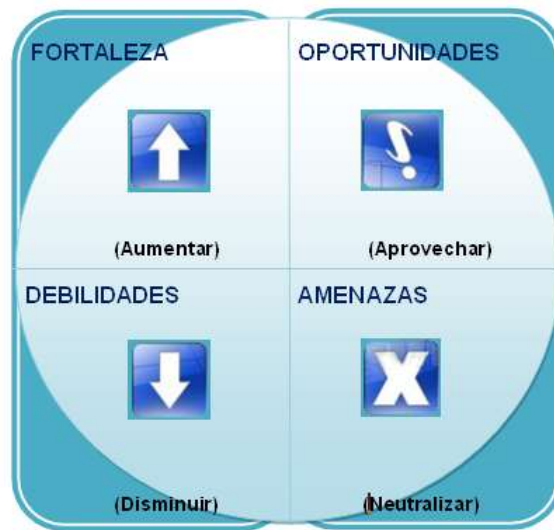 FORTALEZA
OPORTUNIDADES
(Aumentar)
(Aprovechar)
DEBILIDADES
AMENAZAS
(Disminuir)
(Neutralizar)